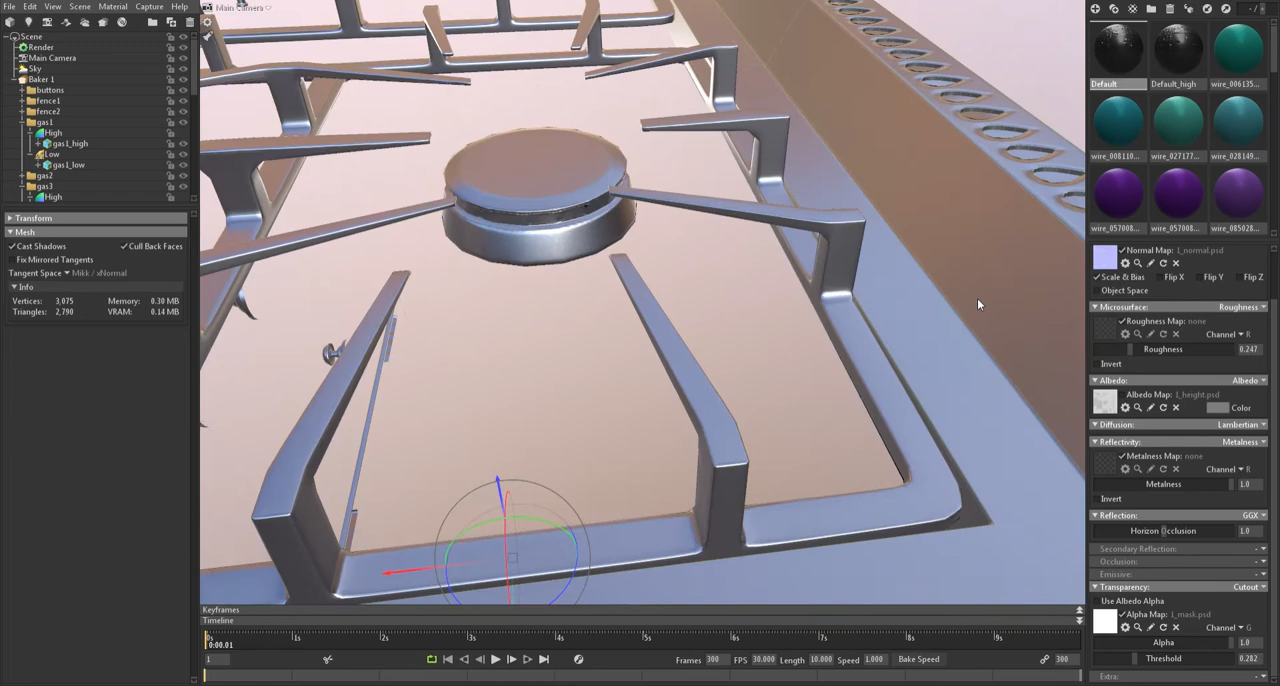 File Edit View Scene Material Capture Help
Main Camera
Scene
Render
Main Camera
Sky
Baker 1
buttons
fence1
fence2
gas1
High
gas1_high
Low
gas1_low
gas2
gas3
High
Transform
Mesh
Cast Shadows Cull Back Faces
Fix Mirrored Tangents
Tangent Space Mikk / xNormal
Info
Vertices: 3,075 Memory: 0.30 MB
Triangles: 2,790 VRAM: 0.14 MB
Default Default_high wire_006135...
wire_008110... wire_027177... wire_028149...
wire_057008... wire_057008... wire_085028...
Normal Map: 1_normal.psd
Scale & Bias Flip X Flip Y Flip Z
Object Space
Microsurface: Roughness
Roughness Map: none
Channel R
Roughness 0.247
Invert
Albedo: Albedo
Albedo Map: 1_height.psd
Color
Diffusion: Lambertian
Reflectivity: Metalness
Metalness Map: none
Channel R
Metalness 1.0
Invert
Reflection: GGX
Horizon Occlusion 1.0
Secondary Reflection: -
Occlusion: -
Emissive: -
Transparency: Cutout
Use Albedo Alpha
Alpha Map: 1_mask.psd
Channel G
Alpha 1.0
Threshold 0.282
Extra: -
Keyframes
Timeline
0s 1s 2s 3s 4s 5s 6s 7s 8s 9s
0:00.01
1 Frames 300 FPS 30.000 Length 10.000 Speed 1.000 Bake Speed 300